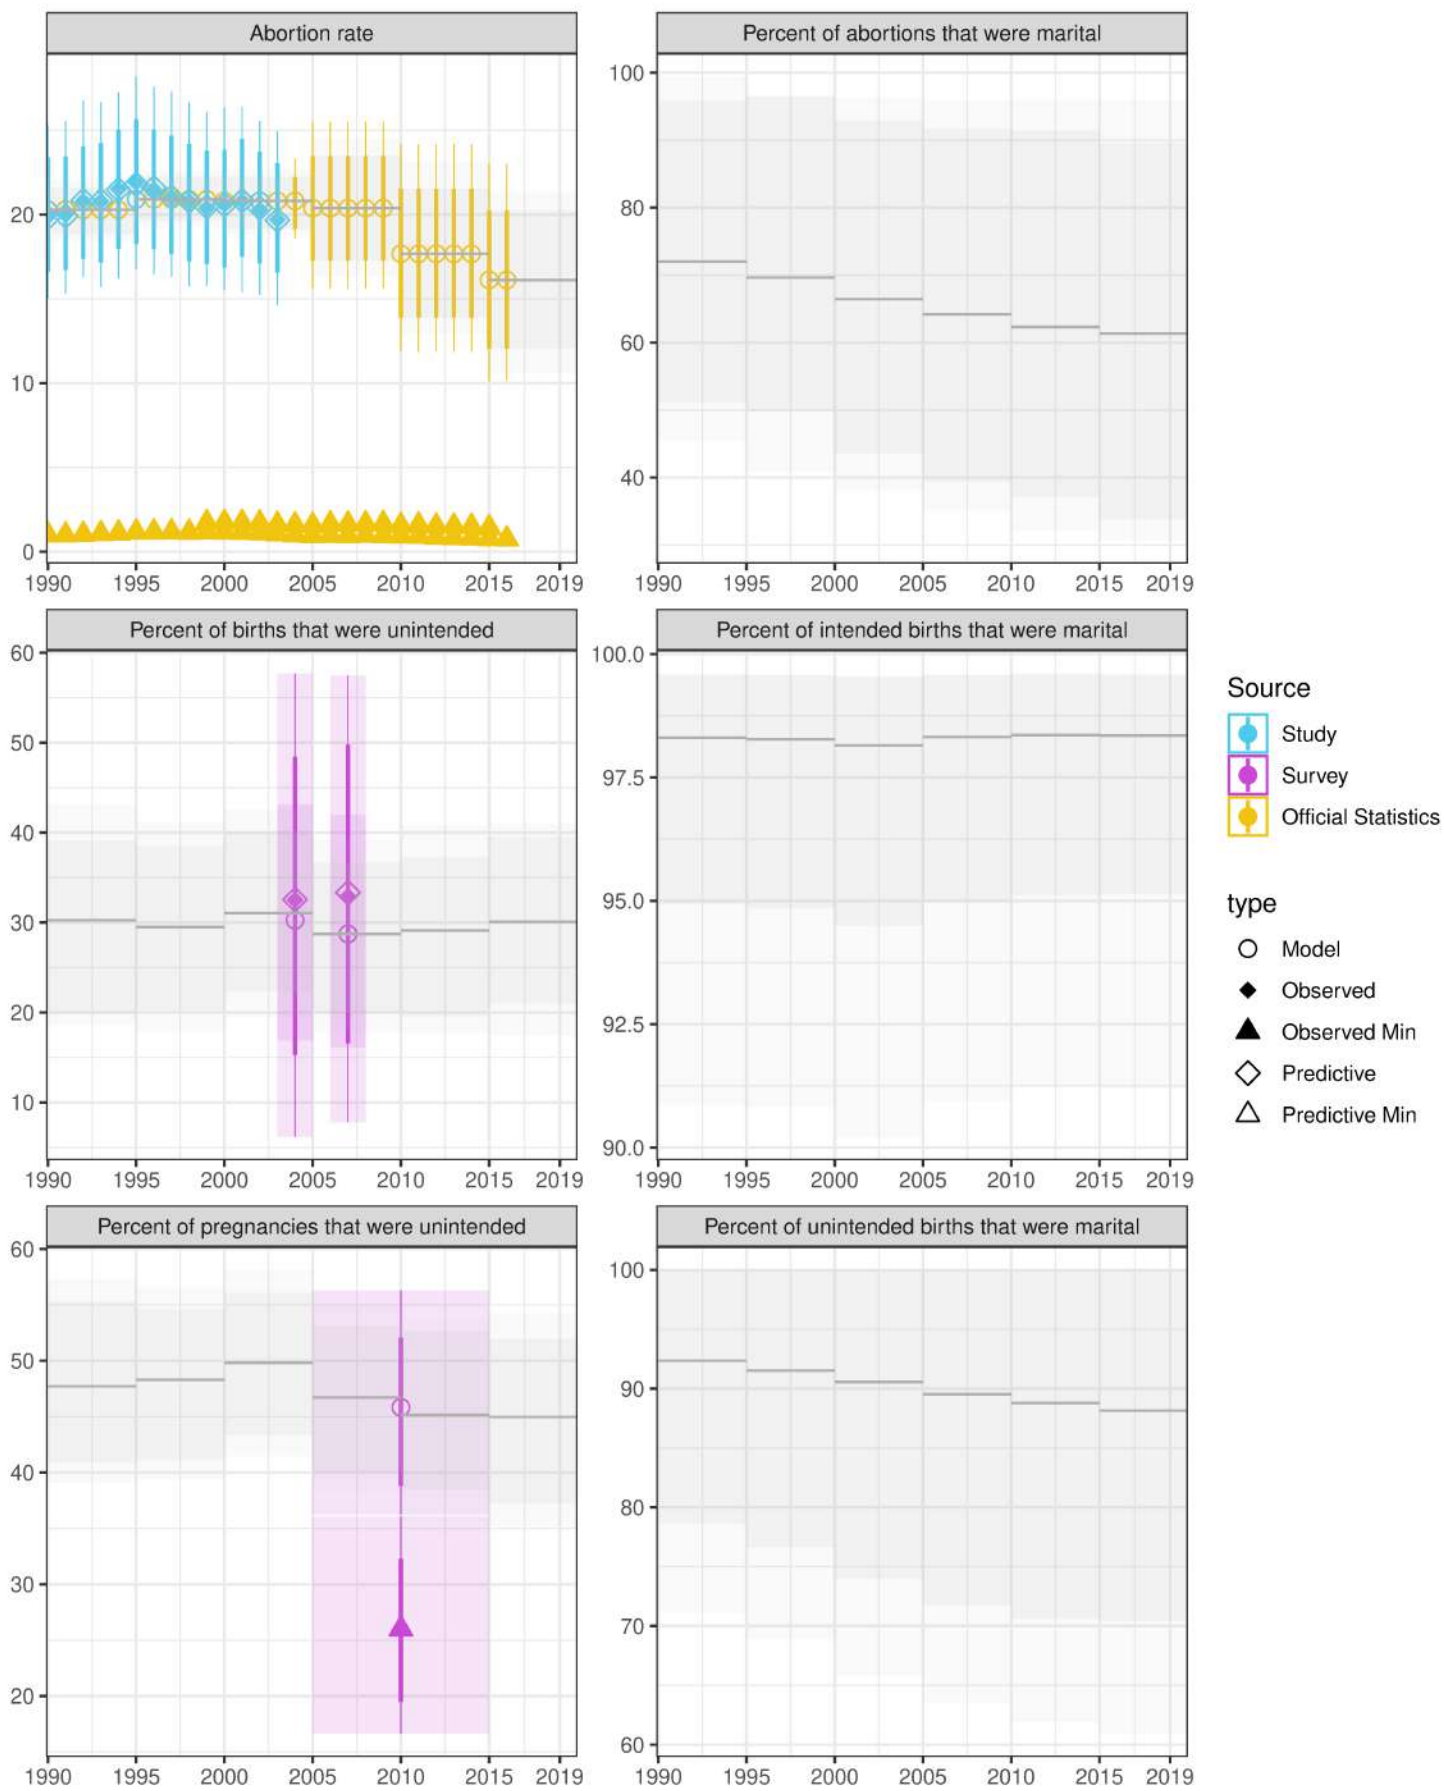 Abortion rate
Percent of abortions that were marital
20
10
0
1990 1995 2000 2005 2010 2015 2019
100
80
60
40
1990 1995 2000 2005 2010 2015 2019
Percent of births that were unintended
Percent of intended births that were marital
60
50
40
30
20
10
1990 1995 2000 2005 2010 2015 2019
100.0
97.5
95.0
92.5
90.0
1990 1995 2000 2005 2010 2015 2019
Percent of pregnancies that were unintended
Percent of unintended births that were marital
60
50
40
30
20
1990 1995 2000 2005 2010 2015 2019
100
90
80
70
60
1990 1995 2000 2005 2010 2015 2019
Source
Study
Survey
Official Statistics
type
Model
Observed
Observed Min
Predictive
Predictive Min